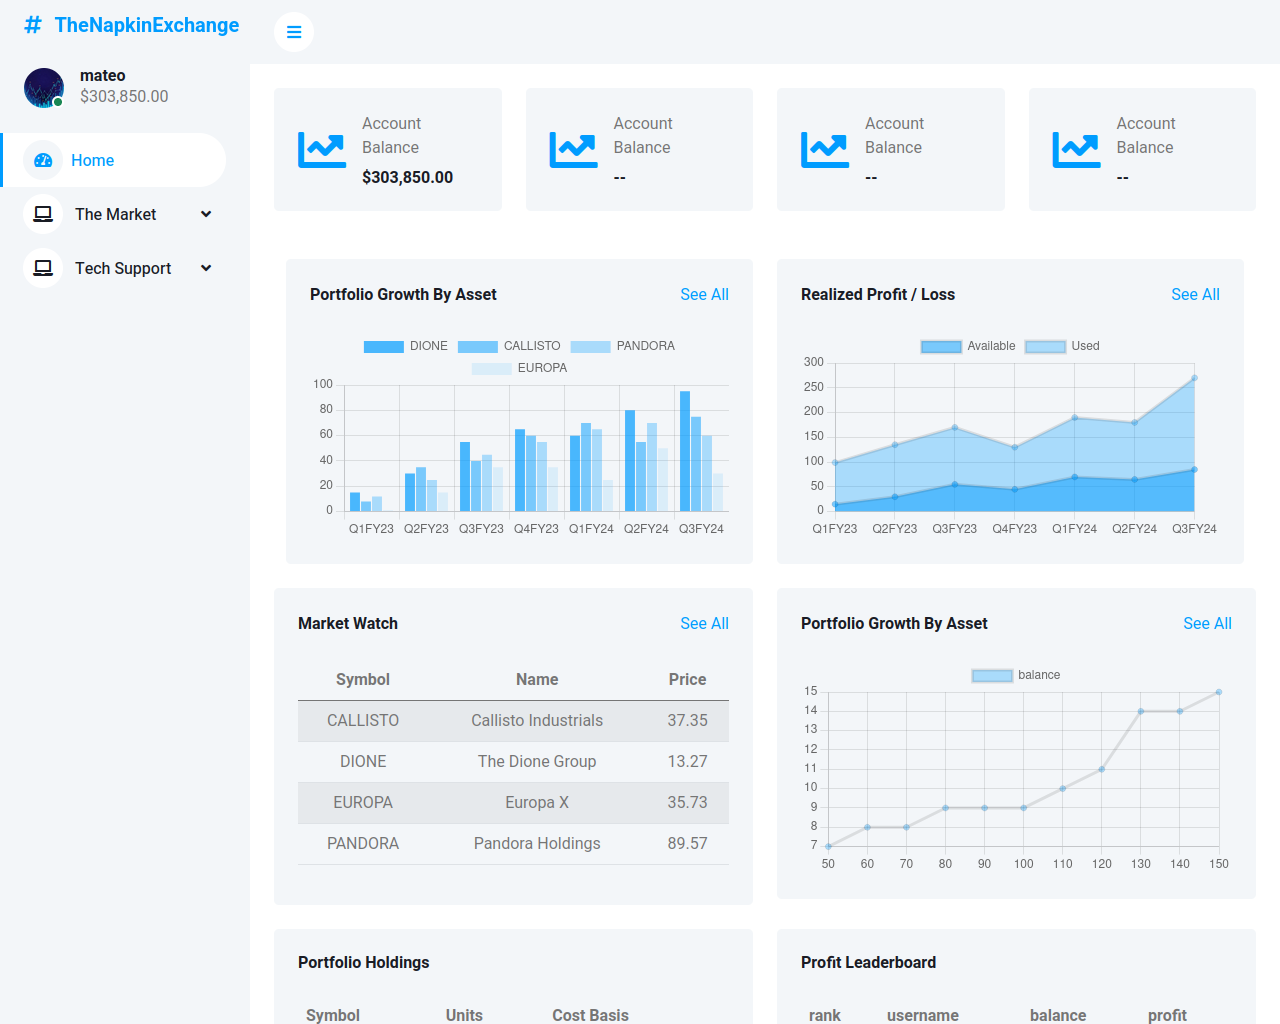 # TheNapkinExchange
mateo
$303,850.00
Home
The Market
Tech Support
Account
Balance
$303,850.00
Account
Balance
--
Account
Balance
--
Account
Balance
--
Portfolio Growth By Asset See All
DIONE CALLISTO PANDORA
EUROPA
100
80
60
40
20
0
Q1FY23 Q2FY23 Q3FY23 Q4FY23 Q1FY24 Q2FY24 Q3FY24
Realized Profit / Loss See All
Available Used
300
250
200
150
100
50
0
Q1FY23 Q2FY23 Q3FY23 Q4FY23 Q1FY24 Q2FY24 Q3FY24
Market Watch See All
Symbol Name Price
CALLISTO Callisto Industrials 37.35
DIONE The Dione Group 13.27
EUROPA Europa X 35.73
PANDORA Pandora Holdings 89.57
Portfolio Growth By Asset See All
balance
15
14
13
12
11
10
9
8
7
50 60 70 80 90 100 110 120 130 140 150
Portfolio Holdings
Symbol Units Cost Basis
Profit Leaderboard
rank username balance profit